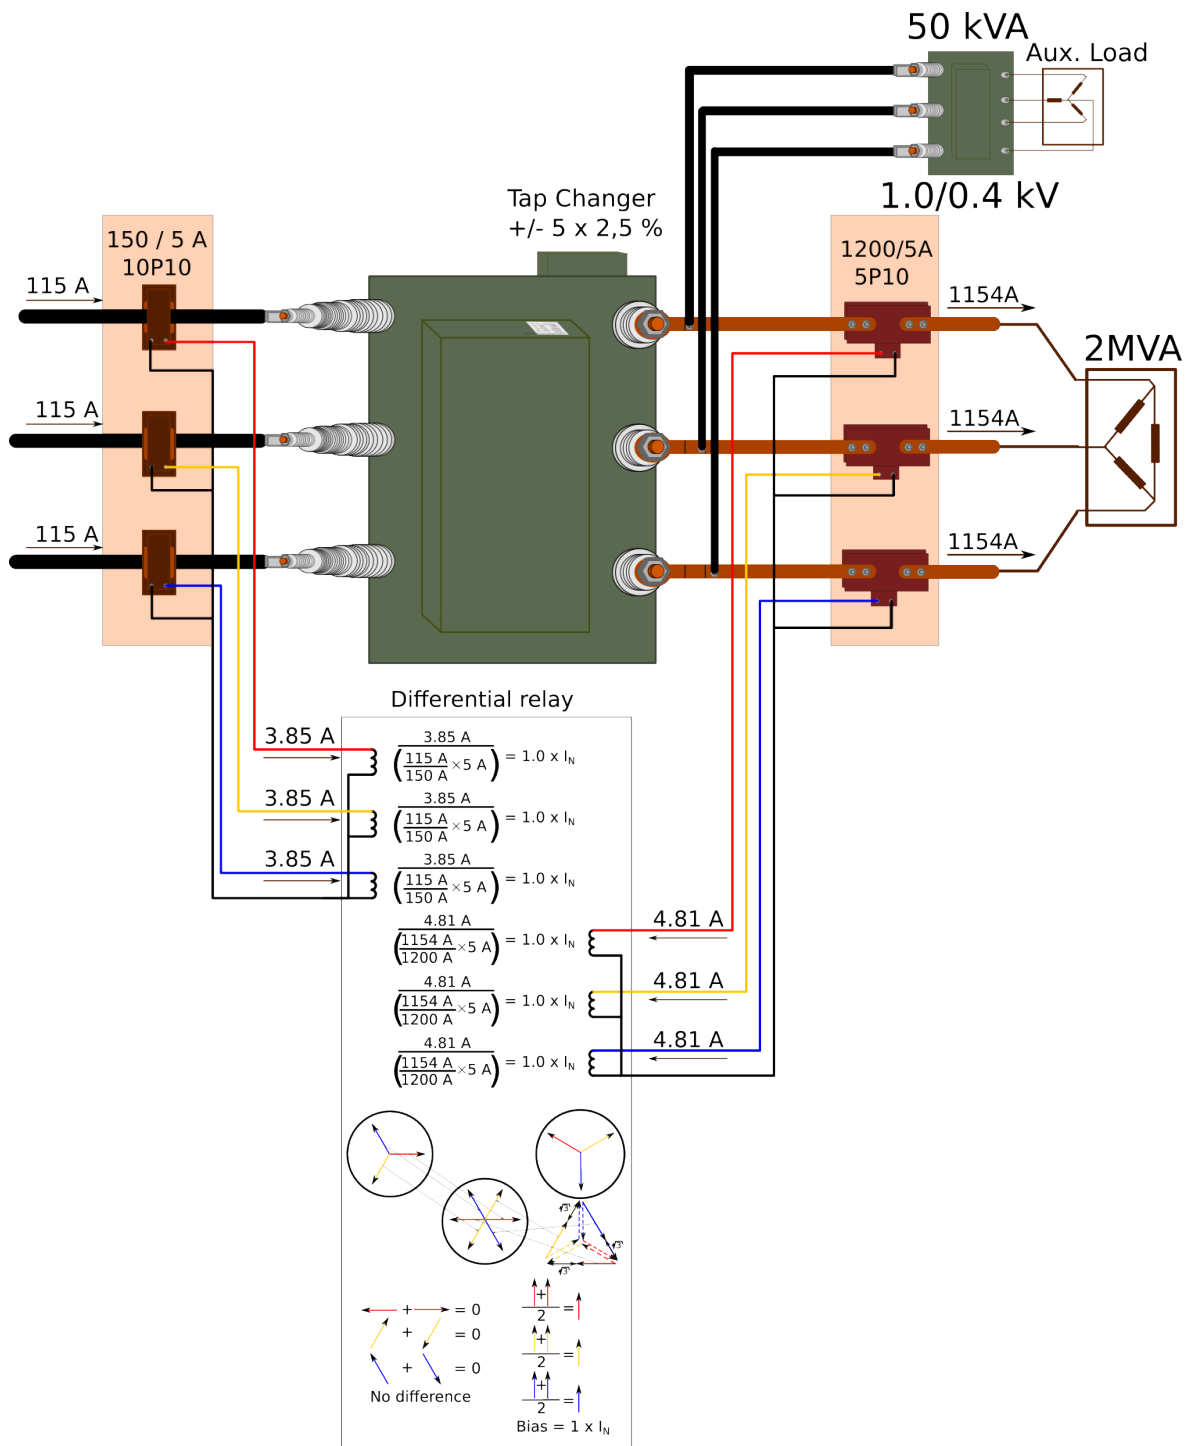 50 kVA
Aux. Load
1.0/0.4 kV
Tap Changer
+/- 5 x 2,5 %
150 / 5 A
10P10
1200/5A
5P10
115 A
1154A
2MVA
115 A
1154A
115 A
1154A
Differential relay
3.85 A
3.85 A
(115 A
150 A ×5 A) = 1.0 x IN
3.85 A
3.85 A
(115 A
150 A ×5 A) = 1.0 x IN
3.85 A
3.85 A
(115 A
150 A ×5 A) = 1.0 x IN
4.81 A
(1154 A
1200 A ×5 A) = 1.0 x IN
4.81 A
4.81 A
(1154 A
1200 A ×5 A) = 1.0 x IN
4.81 A
4.81 A
(1154 A
1200 A ×5 A) = 1.0 x IN
4.81 A
√3
√3
√3
+ = 0
+ = 0
+ = 0
No difference
+
2 =
+
2 =
+
2 =
Bias = 1 x IN